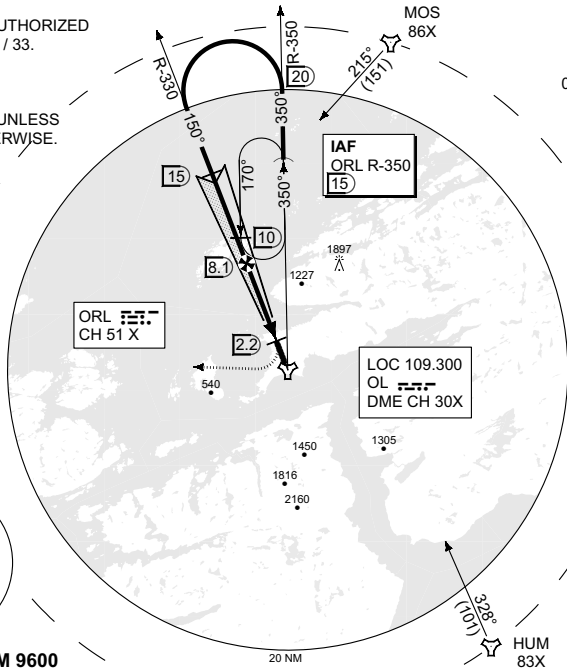 UTHORIZED
/ 33.
UNLESS
ERWISE.
R-330
R-350
20
MOS
86X
215°
(151)
0
150°
350°
IAF
ORL R-350
15
15
170°
350°
10
1897
8.1
1227
ORL
CH 51 X
2.2
LOC 109.300
OL
DME CH 30X
540
1450
1305
1816
2160
328°
(101)
HUM
83X
M 9600
20 NM